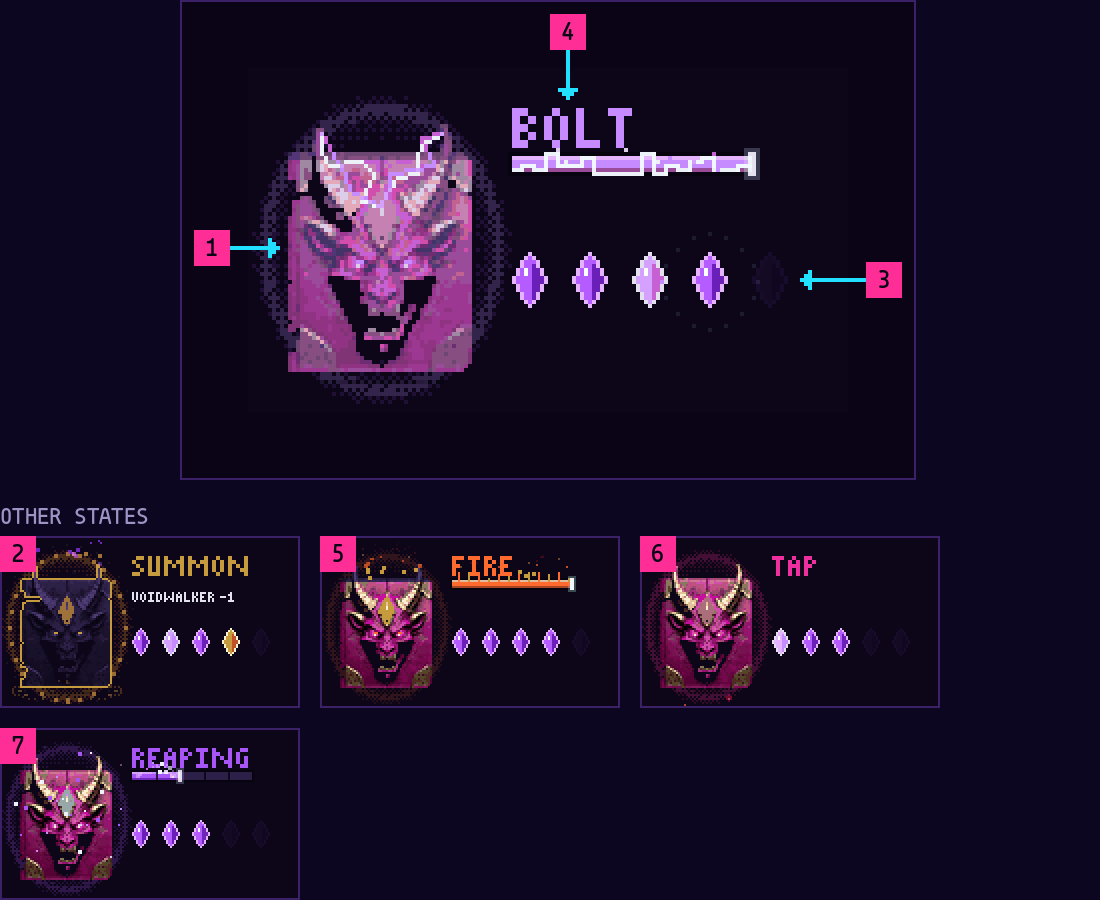 4
BOLT
1
3
OTHER STATES
2
SUMMON
VOIDWALKER -1
5
FIRE
6
TAP
7
REAPING